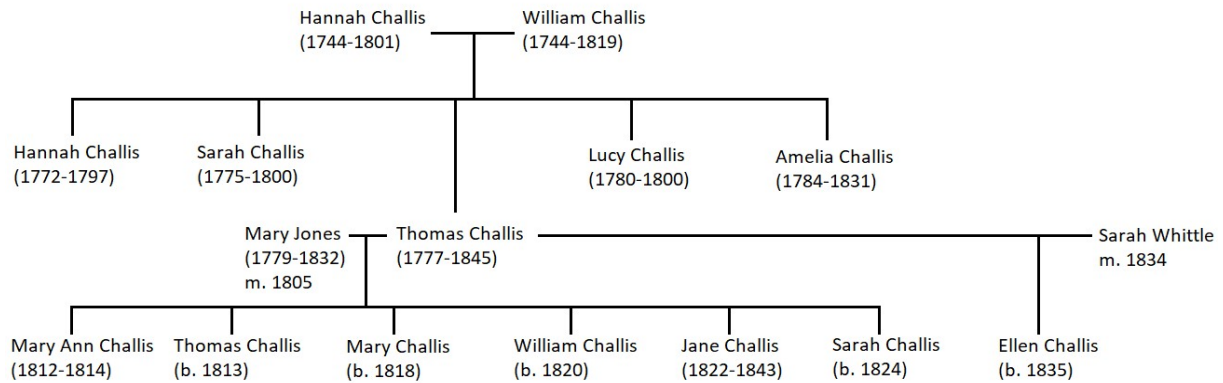 Hannah Challis
(1744-1801)
William Challis
(1744-1819)
Hannah Challis
(1772-1797)
Sarah Challis
(1775-1800)
Lucy Challis
(1780-1800)
Amelia Challis
(1784-1831)
Mary Jones
(1779-1832)
m. 1805
Thomas Challis
(1777-1845)
Sarah Whittle
m. 1834
Mary Ann Challis
(1812-1814)
Thomas Challis
(b. 1813)
Mary Challis
(b. 1818)
William Challis
(b. 1820)
Jane Challis
(1822-1843)
Sarah Challis
(b. 1824)
Ellen Challis
(b. 1835)